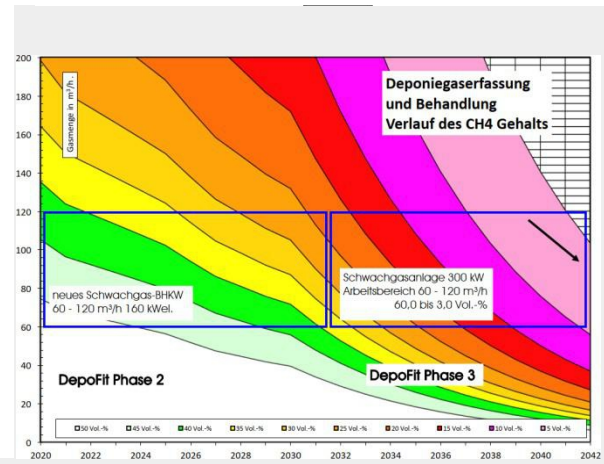 200
180
160
140
120
100
80
60
40
20
0
Gasmenge in m³/h.
Deponiegaserfassung
und Behandlung
Verlauf des CH4 Gehalts
neues Schwachgas-BHKW
60 - 120 m³/h 160 kWel.
Schwachgasanlage 300 kW
Arbeitsbereich 60 - 120 m³/h
60,0 bis 3,0 Vol.-%
DepoFit Phase 2
DepoFit Phase 3
50 Vol.-% 45 Vol.-% 40 Vol.-% 35 Vol.-% 30 Vol.-% 25 Vol.-% 20 Vol.-% 15 Vol.-% 10 Vol.-% 5 Vol.-%
2020 2022 2024 2026 2028 2030 2032 2034 2036 2038 2040 2042